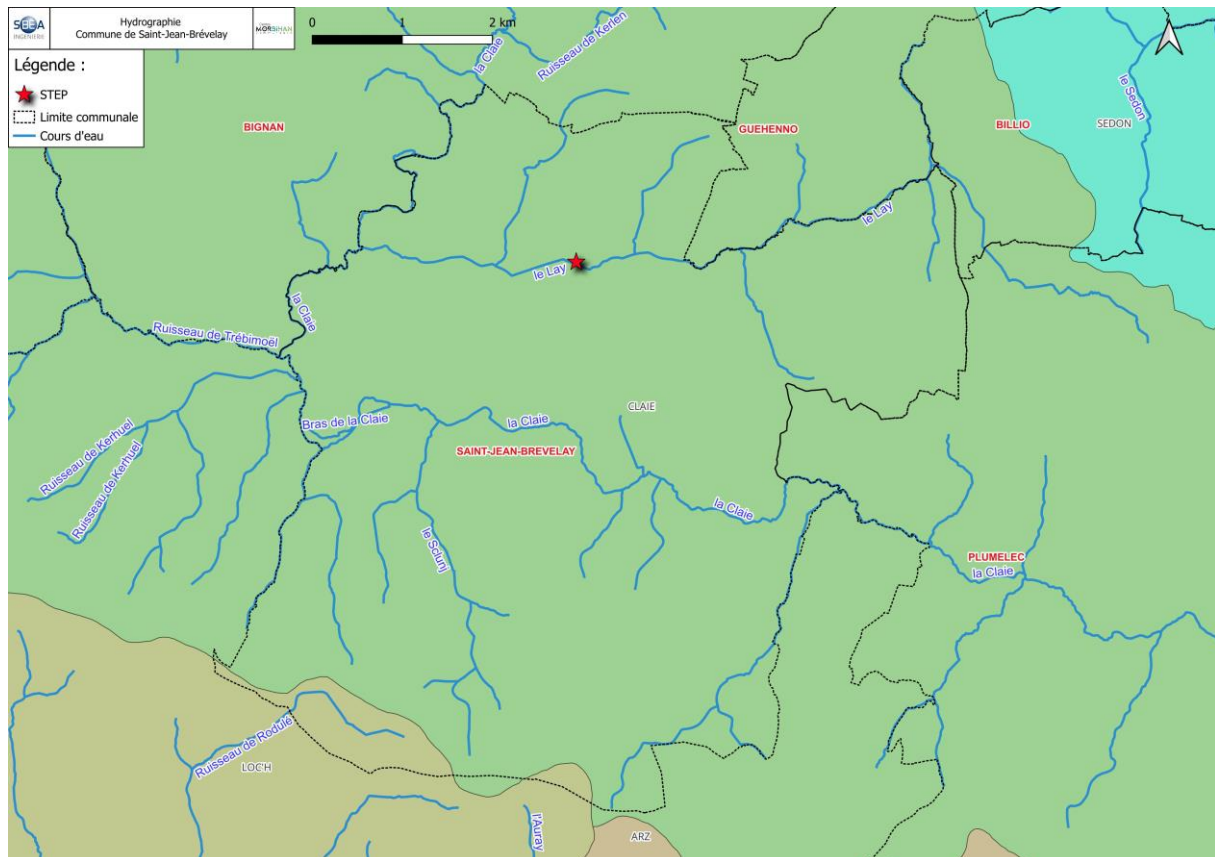 SBEA
INGENIERIE
Hydrographie
Commune de Saint-Jean-Brévelay
MORBIHAN
0
1
2 km
Légende :
STEP
Limite communale
Cours d'eau
la Claie
Ruisseau de Kerlen
le Sedon
BIGNAN
GUEHENNO
BILLIO
SEDON
le Lay
le Lay
la Claie
Ruisseau de Trébimoël
Bras de la Claie
la Claie
CLAIE
SAINT-JEAN-BREVELAY
Ruisseau de Kerhuel
Ruisseau de Kerhuel
la Claie
le Sclunj
PLUMELEC
la Claie
Ruisseau de Rodulé
LOC'H
l'Auray
ARZ